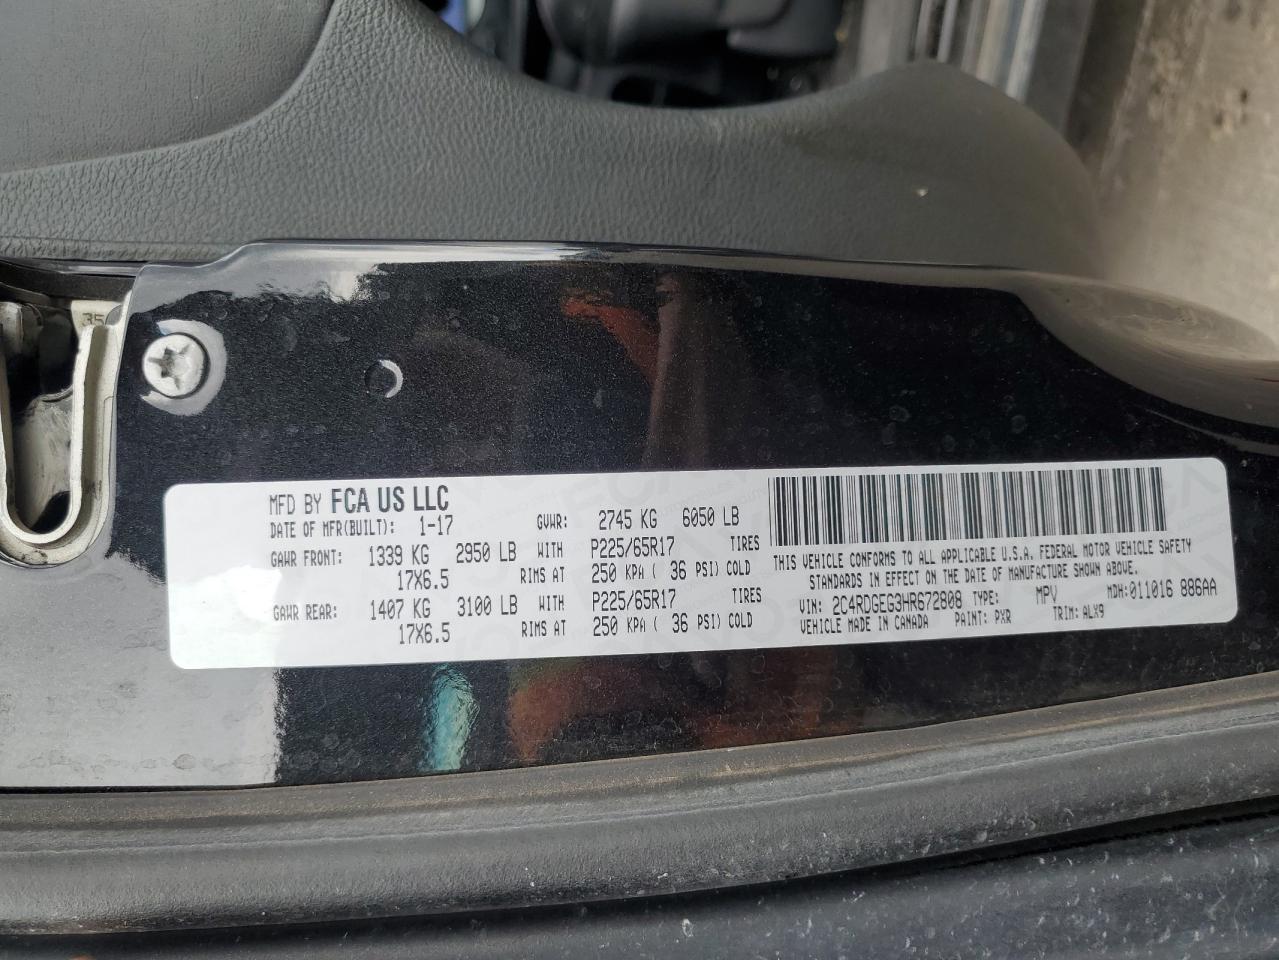 MFD BY FCA US LLC
DATE OF MFR(BUILT): 1-17 GVWR: 2745 KG 6050 LB
GAWR FRONT: 1339 KG 2950 LB WITH P225/65R17 TIRES
17X6.5 RIMS AT 250 KPA ( 36 PSI) COLD
GAWR REAR: 1407 KG 3100 LB WITH P225/65R17 TIRES
17X6.5 RIMS AT 250 KPA ( 36 PSI) COLD
THIS VEHICLE CONFORMS TO ALL APPLICABLE U.S.A. FEDERAL MOTOR VEHICLE SAFETY
STANDARDS IN EFFECT ON THE DATE OF MANUFACTURE SHOWN ABOVE.
VIN: 2C4RDGEG3HR672808 TYPE: MPV MDH:011016 886AA
VEHICLE MADE IN CANADA PAINT: PXR TRIM: ALX9
35